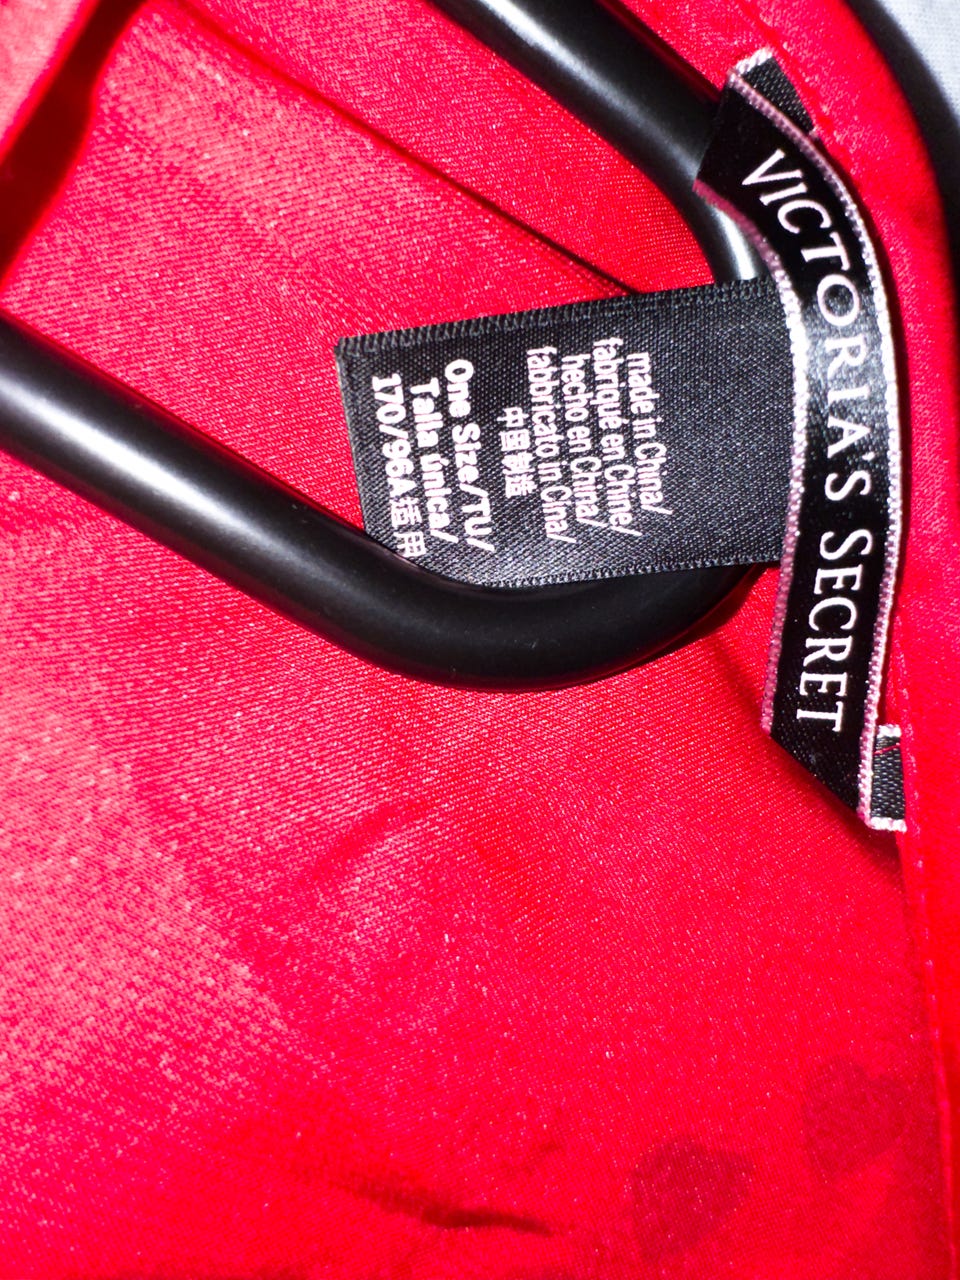 VICTORIA'S SECRET
made in China/
fabriqué en Chine/
hecho en China/
fabbricato in Cina/
中国制造
One Size/TU/
Talla única/
170/96A适用